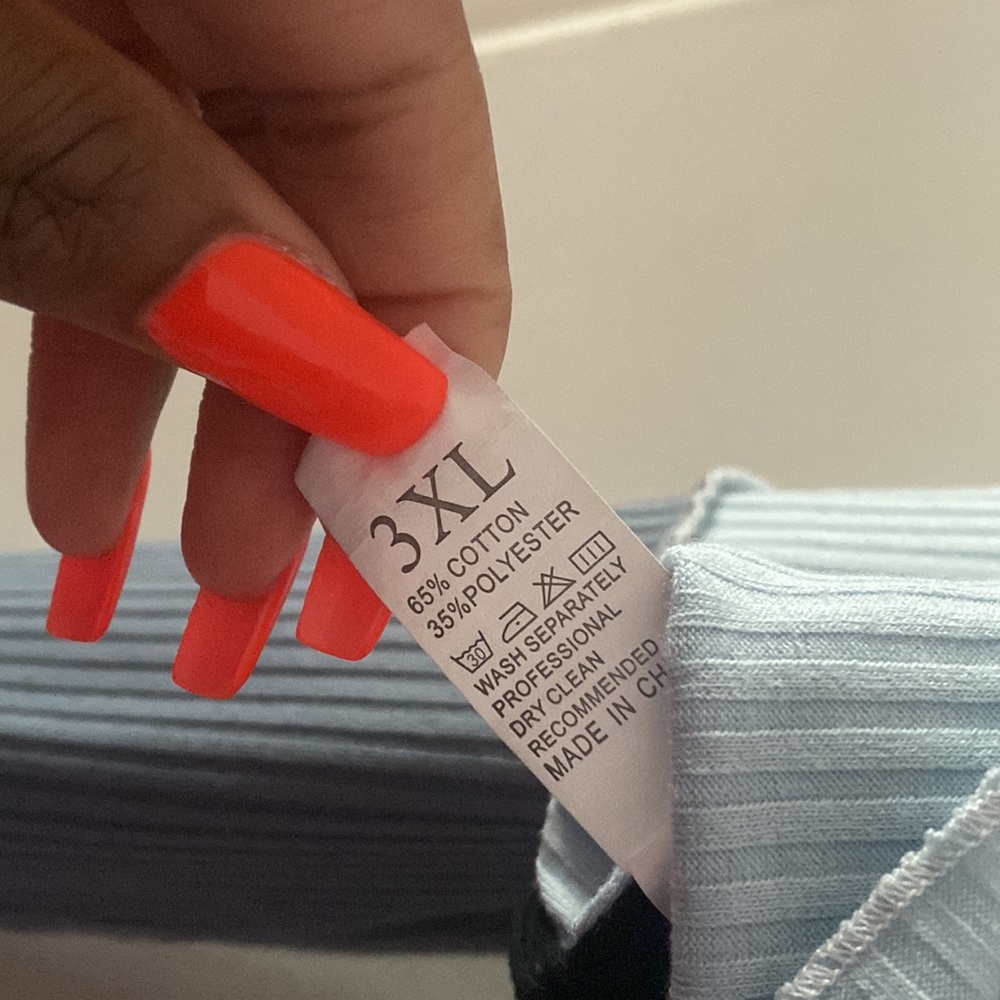 3XL
65% COTTON
35%POLYESTER
30
WASH SEPARATELY
PROFESSIONAL
DRY CLEAN
RECOMMENDED
MADE IN CH